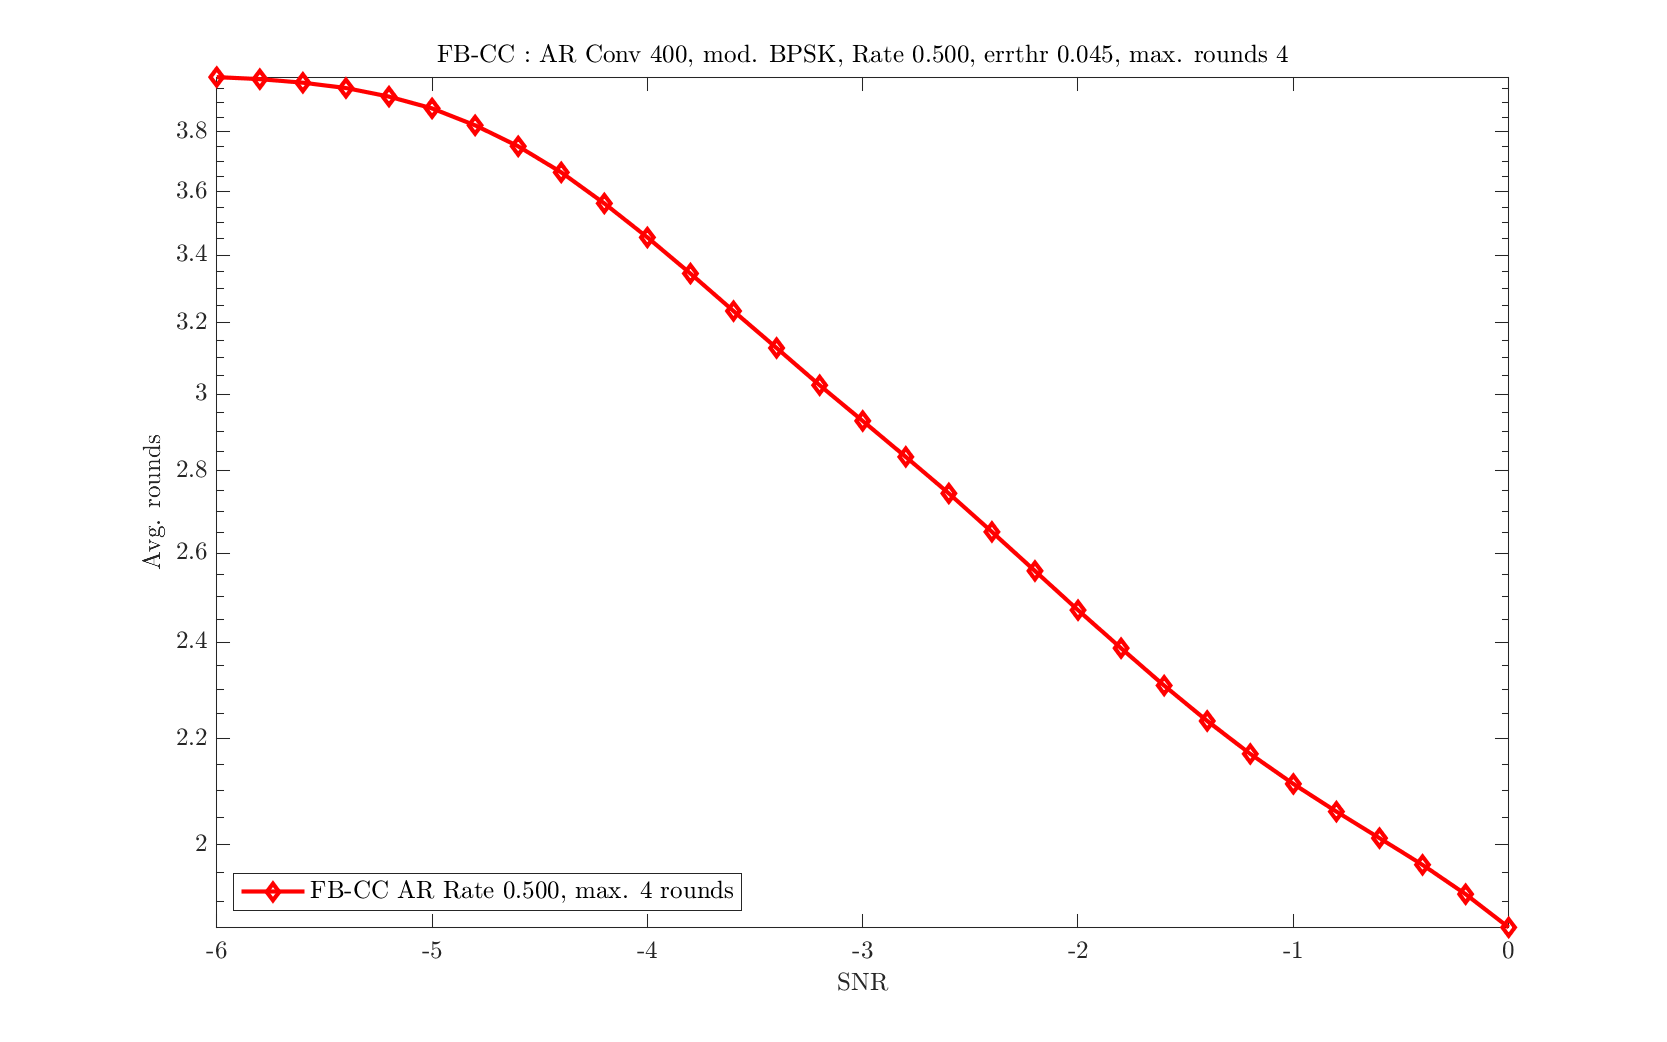 FB-CC : AR Conv 400, mod. BPSK, Rate 0.500, errthr 0.045, max. rounds 4
3.8
3.6
3.4
3.2
3
2.8
2.6
2.4
2.2
2
Avg. rounds
FB-CC AR Rate 0.500, max. 4 rounds
-6 -5 -4 -3 -2 -1 0
SNR